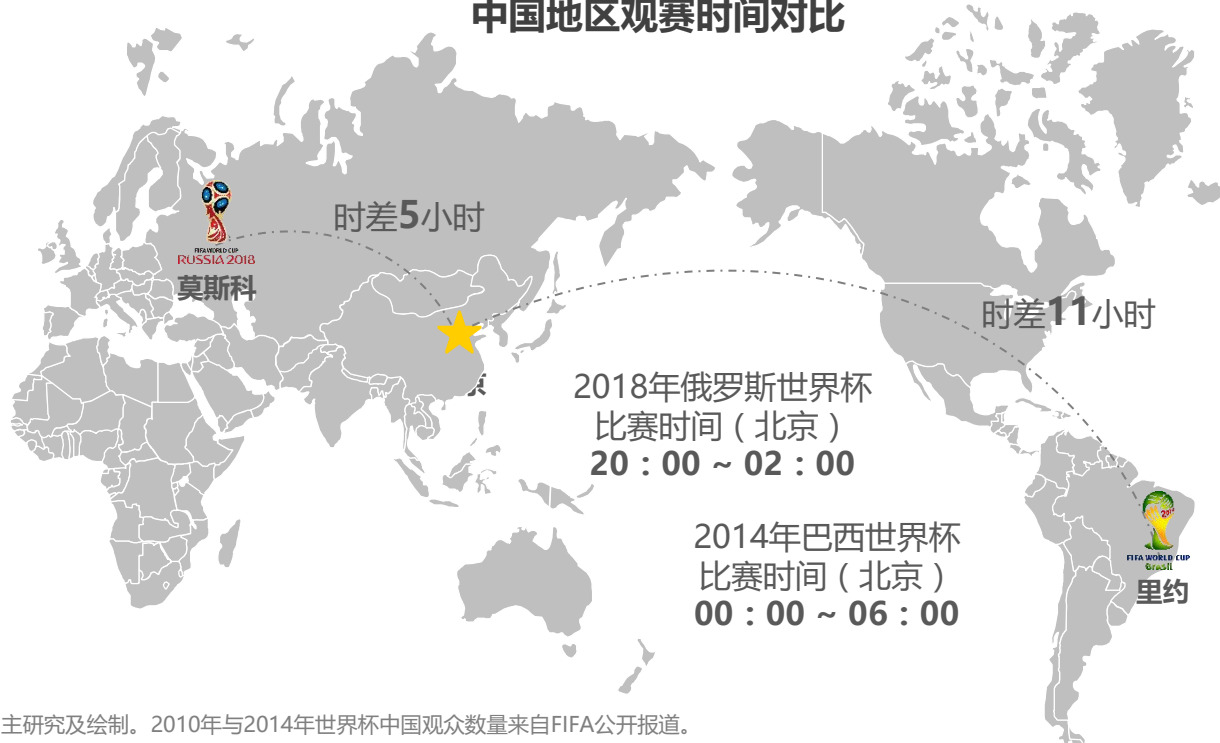 中国地区观赛时间对比
时差5小时
FIFA WORLD CUP
RUSSIA 2018
莫斯科
时差11小时
2018年俄罗斯世界杯
比赛时间（北京）
20：00 ~ 02：00
2014年巴西世界杯
比赛时间（北京）
00：00 ~ 06：00
FIFA WORLD CUP
Brasil
里约
主研究及绘制。2010年与2014年世界杯中国观众数量来自FIFA公开报道。